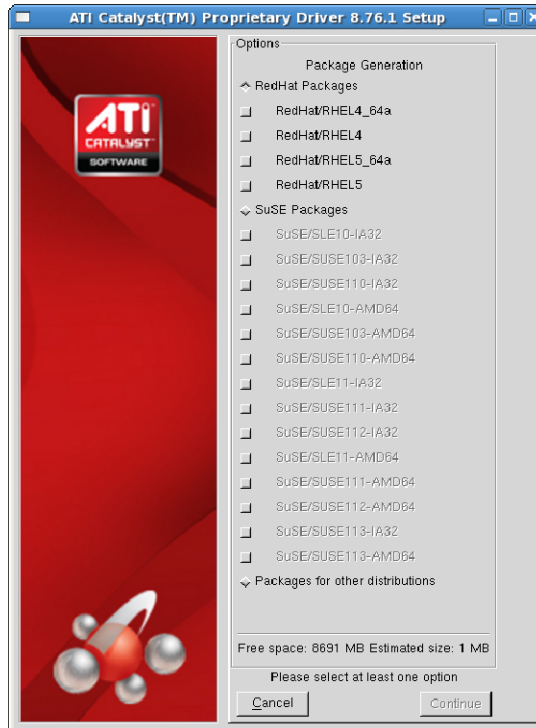 ATI Catalyst(TM) Proprietary Driver 8.76.1 Setup
ATI
CATALYST™
SOFTWARE
Options
Package Generation
RedHat Packages
RedHat/RHEL4_64a
RedHat/RHEL4
RedHat/RHEL5_64a
RedHat/RHEL5
SuSE Packages
SuSE/SLE10-IA32
SuSE/SUSE103-IA32
SuSE/SUSE110-IA32
SuSE/SLE10-AMD64
SuSE/SUSE103-AMD64
SuSE/SUSE110-AMD64
SuSE/SLE11-IA32
SuSE/SUSE111-IA32
SuSE/SUSE112-IA32
SuSE/SLE11-AMD64
SuSE/SUSE111-AMD64
SuSE/SUSE112-AMD64
SuSE/SUSE113-IA32
SuSE/SUSE113-AMD64
Packages for other distributions
Free space: 8691 MB Estimated size: 1 MB
Please select at least one option
Cancel Continue